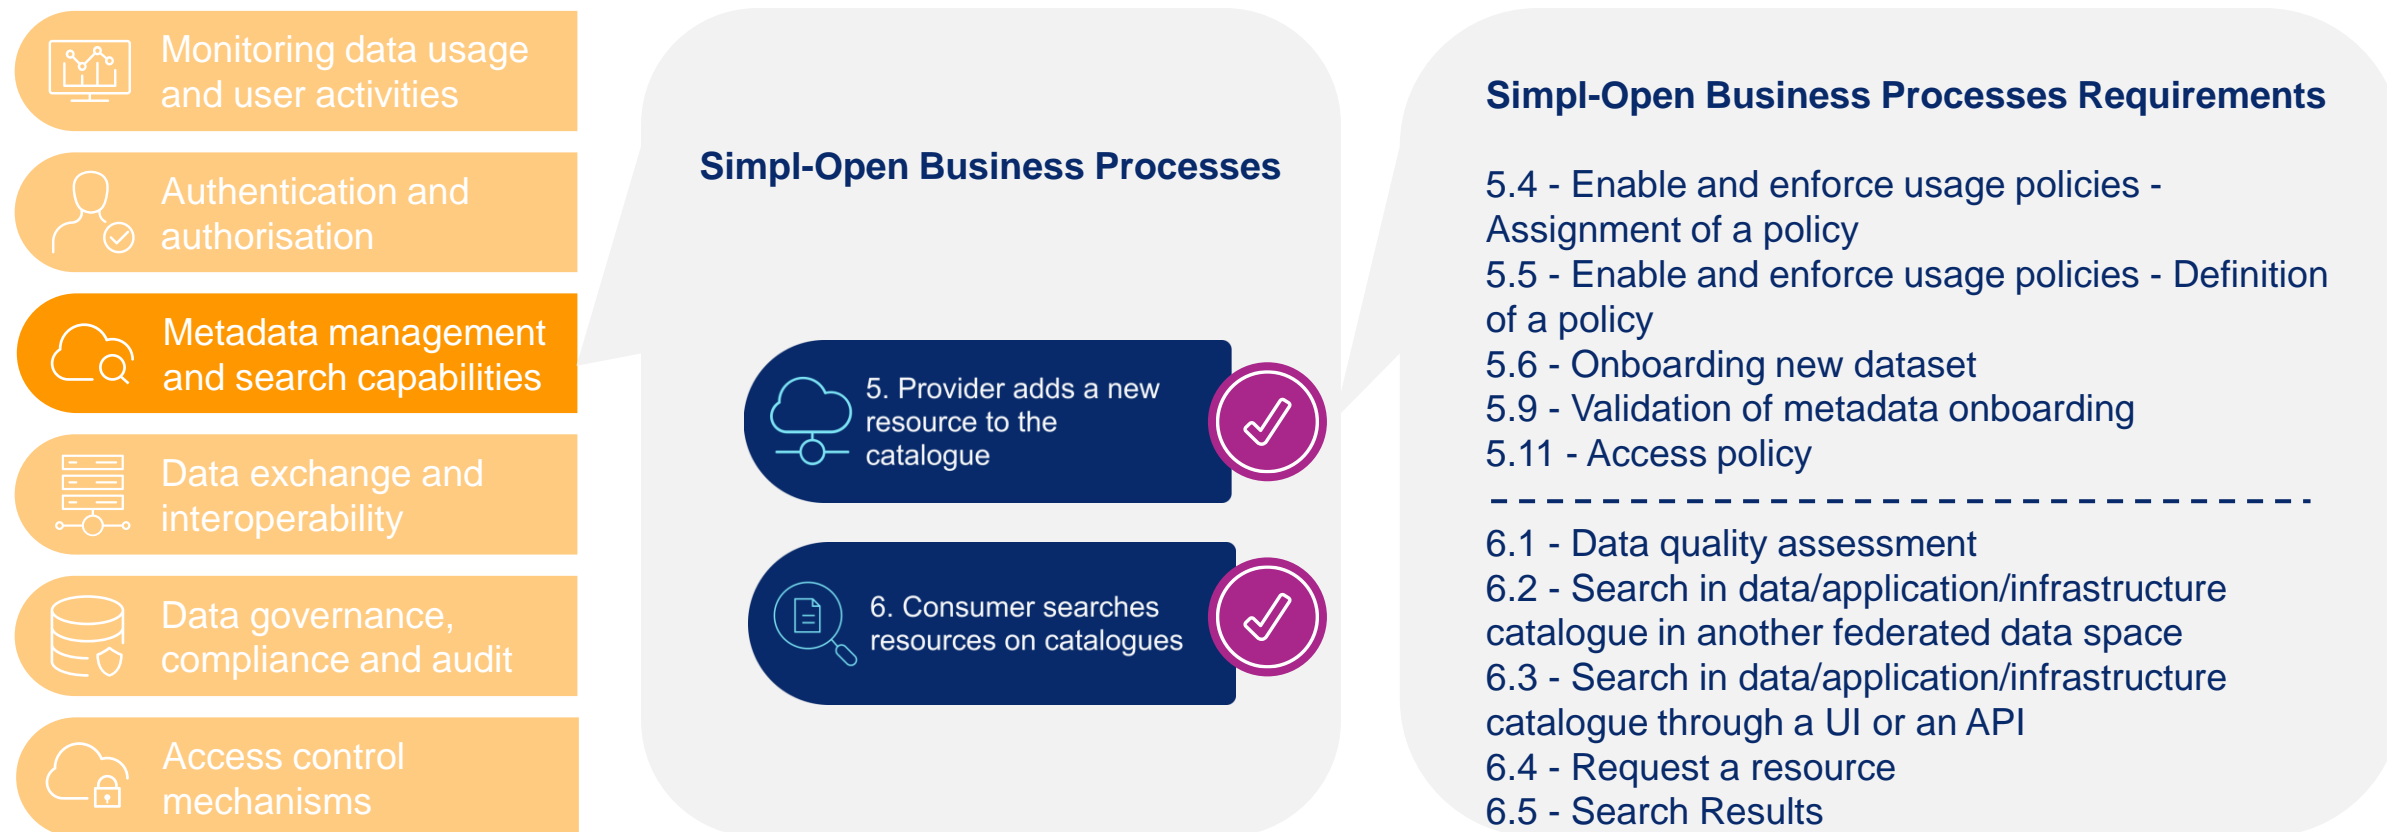 Monitoring data usage
and user activities
Authentication and
authorisation
Metadata management
and search capabilities
Data exchange and
interoperability
Data governance,
compliance and audit
Access control
mechanisms
Simpl-Open Business Processes
5. Provider adds a new
resource to the
catalogue
6. Consumer searches
resources on catalogues
Simpl-Open Business Processes Requirements
5.4 - Enable and enforce usage policies -
Assignment of a policy
5.5 - Enable and enforce usage policies - Definition
of a policy
5.6 - Onboarding new dataset
5.9 - Validation of metadata onboarding
5.11 - Access policy
6.1 - Data quality assessment
6.2 - Search in data/application/infrastructure
catalogue in another federated data space
6.3 - Search in data/application/infrastructure
catalogue through a UI or an API
6.4 - Request a resource
6.5 - Search Results